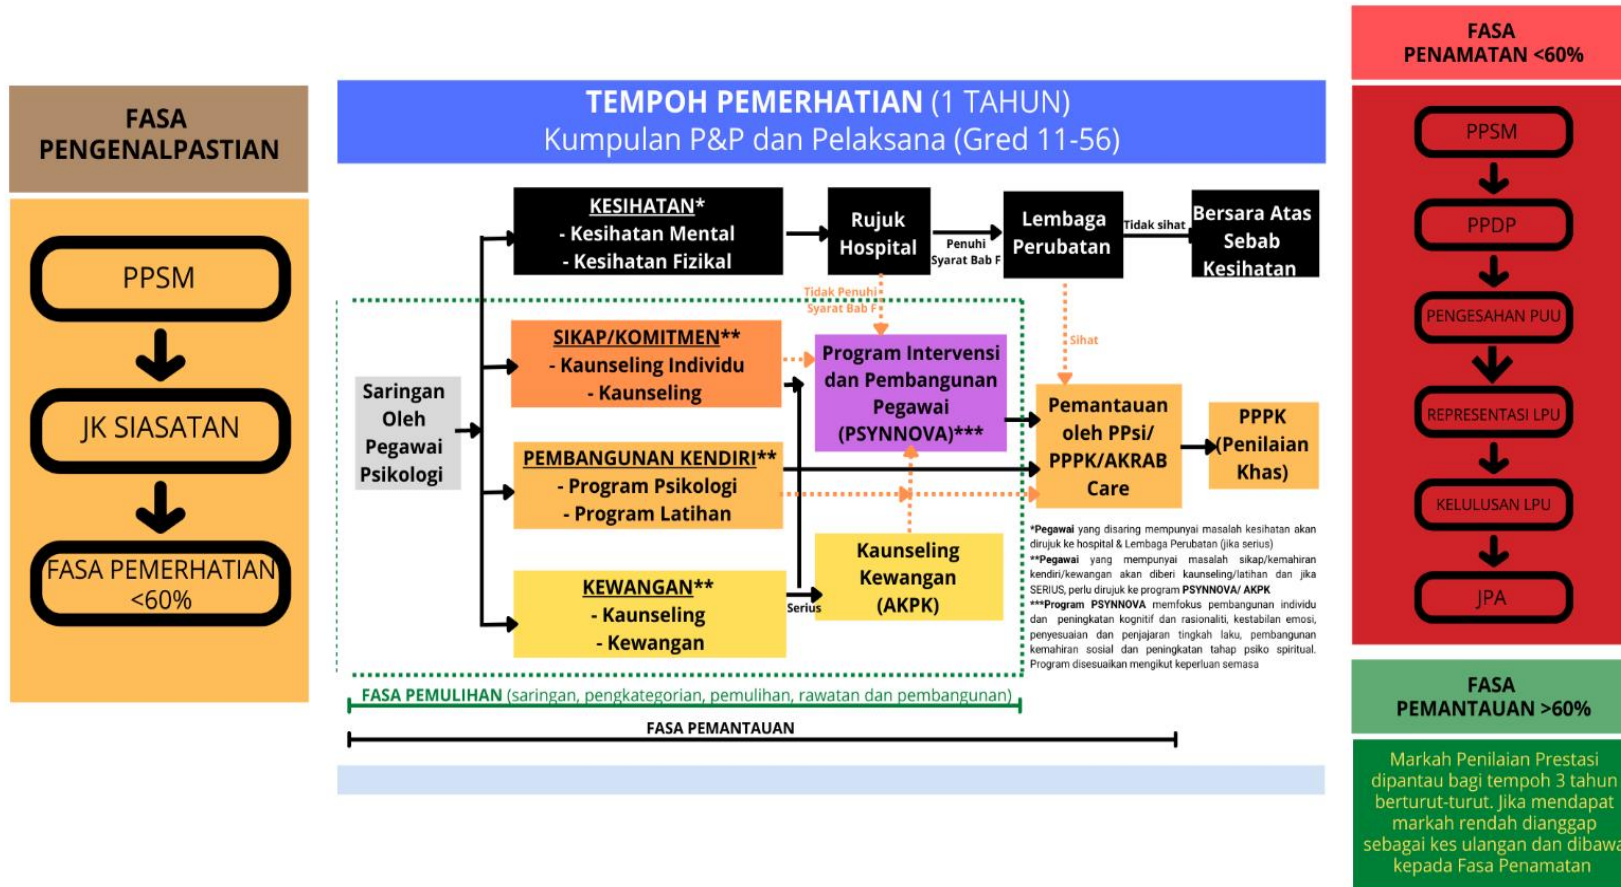 FASA
PENGENALPASTIAN
PPSM
JK SIASATAN
FASA PEMERHATIAN
<60%
TEMPOH PEMERHATIAN (1 TAHUN)
Kumpulan P&P dan Pelaksana (Gred 11-56)
Saringan
Oleh
Pegawai
Psikologi
KESIHATAN*
- Kesihatan Mental
- Kesihatan Fizikal
Rujuk
Hospital
Penuhi
Syarat Bab F
Lembaga
Perubatan
Tidak sihat
Bersara Atas
Sebab
Kesihatan
Tidak Penuhi
Syarat Bab F
Sihat
SIKAP/KOMITMEN**
- Kaunseling Individu
- Kaunseling
Program Intervensi
dan Pembangunan
Pegawai
(PSYNNOVA)***
PEMBANGUNAN KENDIRI**
- Program Psikologi
- Program Latihan
Pemantauan
oleh PPsi/
PPPK/AKRAB
Care
PPPK
(Penilaian
Khas)
KEWANGAN**
- Kaunseling
- Kewangan
Serius
Kaunseling
Kewangan
(AKPK)
*Pegawai yang disaring mempunyai masalah kesihatan akan
dirujuk ke hospital & Lembaga Perubatan (jika serius)
**Pegawai yang mempunyai masalah sikap/kemahiran
kendiri/kewangan akan diberi kaunseling/latihan dan jika
SERIUS, perlu dirujuk ke program PSYNNOVA/ AKPK
***Program PSYNNOVA memfokus pembangunan individu
dan peningkatan kognitif dan rasionaliti, kestabilan emosi,
penyesuaian dan penjajaran tingkah laku, pembangunan
kemahiran sosial dan peningkatan tahap psiko spiritual.
Program disesuaikan mengikut keperluan semasa
FASA PEMULIHAN (saringan, pengkategorian, pemulihan, rawatan dan pembangunan)
FASA PEMANTAUAN
FASA
PENAMATAN <60%
PPSM
PPDP
PENGESAHAN PUU
REPRESENTASI LPU
KELULUSAN LPU
JPA
FASA
PEMANTAUAN >60%
Markah Penilaian Prestasi
dipantau bagi tempoh 3 tahun
berturut-turut. Jika mendapat
markah rendah dianggap
sebagai kes ulangan dan dibawa
kepada Fasa Penamatan